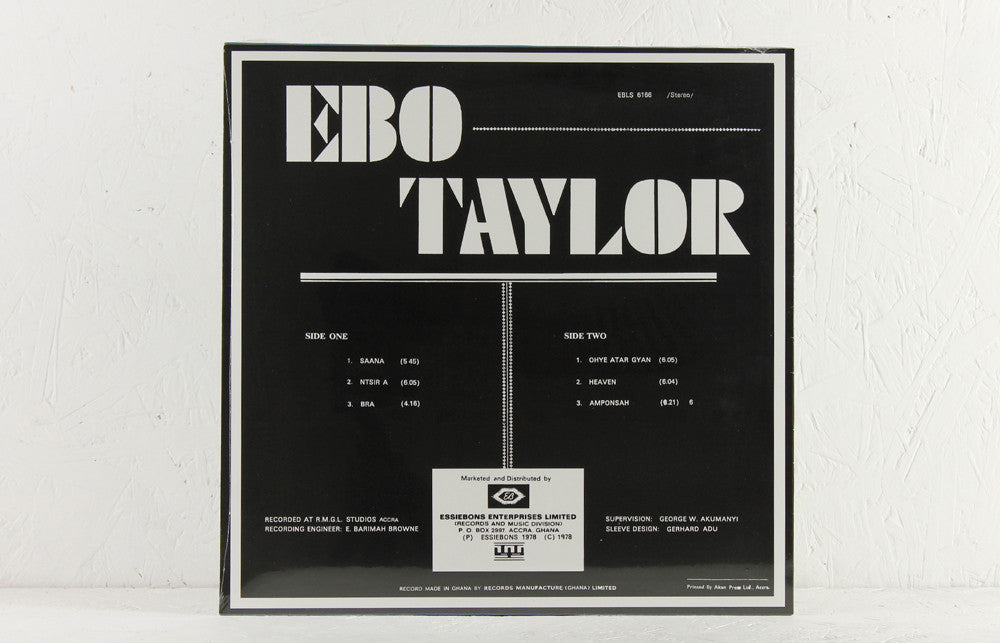 EBLS 6166 /Stereo/
EBO
TAYLOR
SIDE ONE
1. SAANA (5 45)
2. NTSIR A (6.05)
3. BRA (4.16)
SIDE TWO
1. OHYE ATAR GYAN (6.05)
2. HEAVEN (6.04)
3. AMPONSAH (6.21) 6
Marketed and Distributed by
EB
ESSIEBONS ENTERPRISES LIMITED
(RECORDS AND MUSIC DIVISION)
P. O. BOX 2997, ACCRA, GHANA
(P) ESSIEBONS 1978 (C) 1978
RECORDED AT R.M.G.L. STUDIOS ACCRA
RECORDING ENGINEER: E. BARIMAH BROWNE
SUPERVISION: GEORGE W. AKUMANYI
SLEEVE DESIGN: GERHARD ADU
RECORD MADE IN GHANA BY RECORDS MANUFACTURE (GHANA) LIMITED
Printed By Akan Press Ltd., Accra.